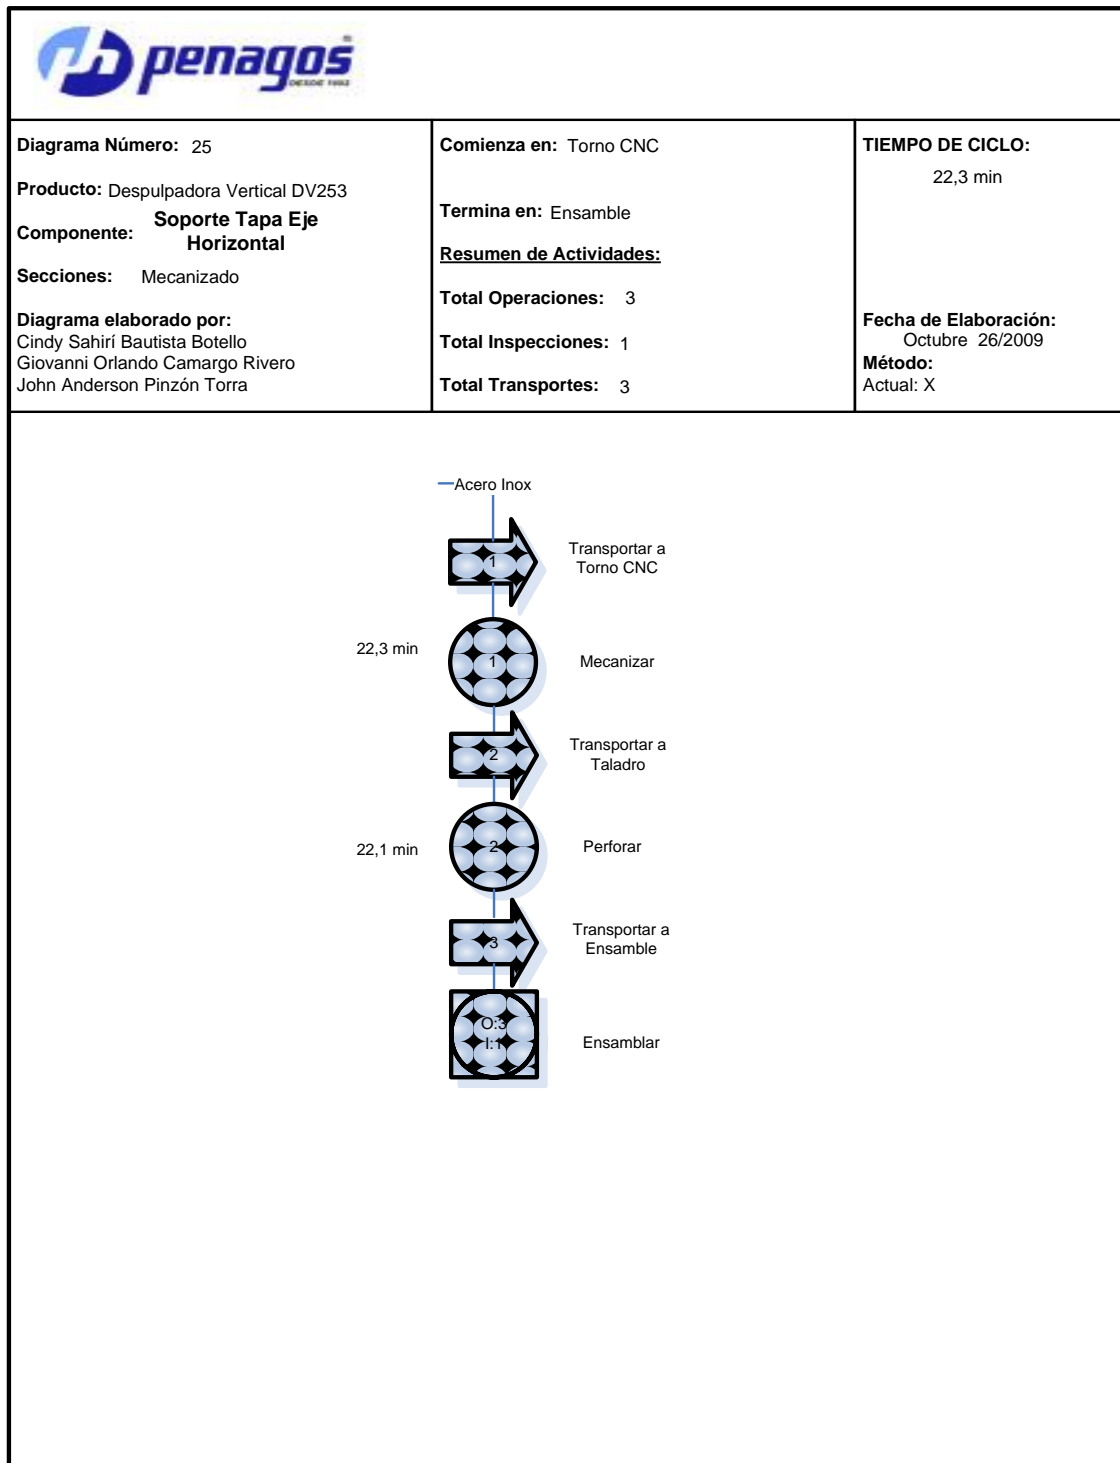 penagos
DESDE 1892
Diagrama Número: 25
Producto: Despulpadora Vertical DV253
Componente: Soporte Tapa Eje
Horizontal
Secciones: Mecanizado
Diagrama elaborado por:
Cindy Sahirí Bautista Botello
Giovanni Orlando Camargo Rivero
John Anderson Pinzón Torra
Comienza en: Torno CNC
Termina en: Ensamble
Resumen de Actividades:
Total Operaciones: 3
Total Inspecciones: 1
Total Transportes: 3
TIEMPO DE CICLO:
22,3 min
Fecha de Elaboración:
Octubre 26/2009
Método:
Actual: X
Acero Inox
1
Transportar a
Torno CNC
22,3 min
1
Mecanizar
2
Transportar a
Taladro
22,1 min
2
Perforar
3
Transportar a
Ensamble
O:3
I:1
Ensamblar